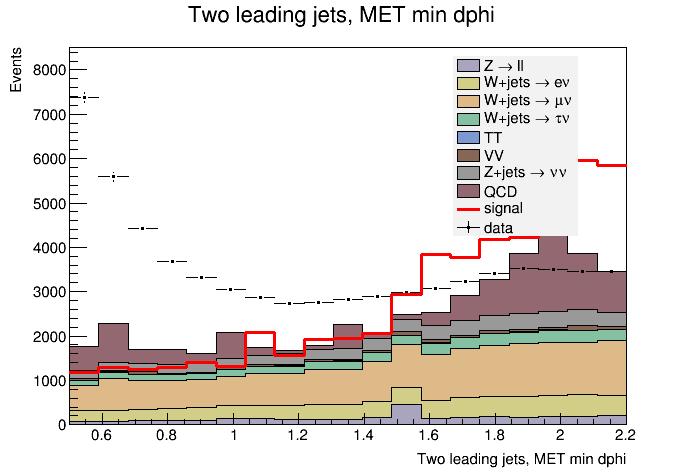 Two leading jets, MET min dphi
Events
8000
7000
6000
5000
4000
3000
2000
1000
0
Z → ll
W+jets → eν
W+jets → μν
W+jets → τν
TT
VV
Z+jets → νν
QCD
signal
data
0.6 0.8 1 1.2 1.4 1.6 1.8 2 2.2
Two leading jets, MET min dphi